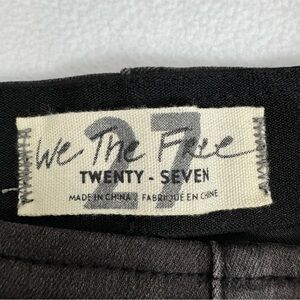 27
We The Free
TWENTY - SEVEN
MADE IN CHINA / FABRIQUÉ EN CHINE